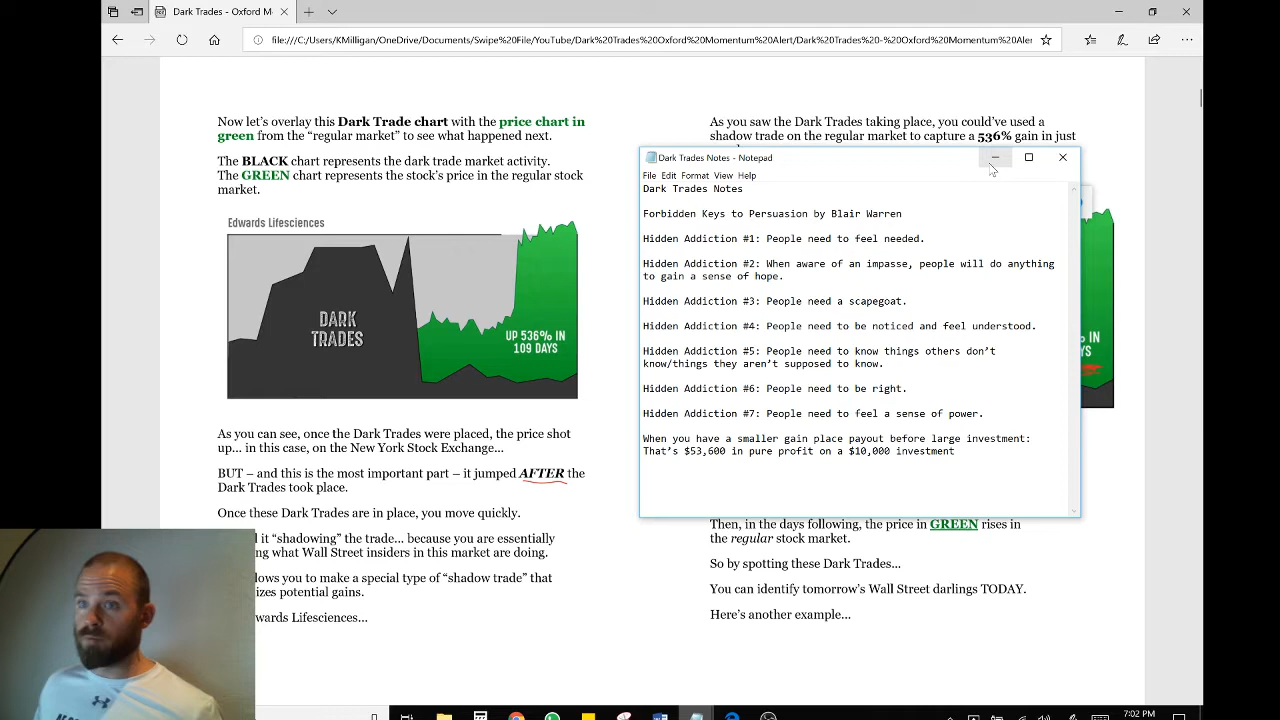 Dark Trades - Oxford M
file:///C:/Users/KMilligan/OneDrive/Documents/Swipe%20File/YouTube/Dark%20Trades%20Oxford%20Momentum%20Alert/Dark%20Trades%20-%20Oxford%20Momentum%20Aler
Now let's overlay this Dark Trade chart with the price chart in
green from the “regular market” to see what happened next.
The BLACK chart represents the dark trade market activity.
The GREEN chart represents the stock's price in the regular stock
market.
Edwards Lifesciences
DARK
TRADES
UP 536% IN
109 DAYS
As you can see, once the Dark Trades were placed, the price shot
up... in this case, on the New York Stock Exchange...
BUT – and this is the most important part – it jumped AFTER the
Dark Trades took place.
Once these Dark Trades are in place, you move quickly.
it “shadowing” the trade... because you are essentially
ng what Wall Street insiders in this market are doing.
lows you to make a special type of “shadow trade” that
izes potential gains.
wards Lifesciences...
As you saw the Dark Trades taking place, you could've used a
shadow trade on the regular market to capture a 536% gain in just
Dark Trades Notes - Notepad
File Edit Format View Help
Dark Trades Notes
Forbidden Keys to Persuasion by Blair Warren
Hidden Addiction #1: People need to feel needed.
Hidden Addiction #2: When aware of an impasse, people will do anything
to gain a sense of hope.
Hidden Addiction #3: People need a scapegoat.
Hidden Addiction #4: People need to be noticed and feel understood.
Hidden Addiction #5: People need to know things others don't
know/things they aren't supposed to know.
Hidden Addiction #6: People need to be right.
Hidden Addiction #7: People need to feel a sense of power.
When you have a smaller gain place payout before large investment:
That's $53,600 in pure profit on a $10,000 investment
% IN
YS
Then, in the days following, the price in GREEN rises in
the regular stock market.
So by spotting these Dark Trades...
You can identify tomorrow's Wall Street darlings TODAY.
Here's another example...
7:02 PM